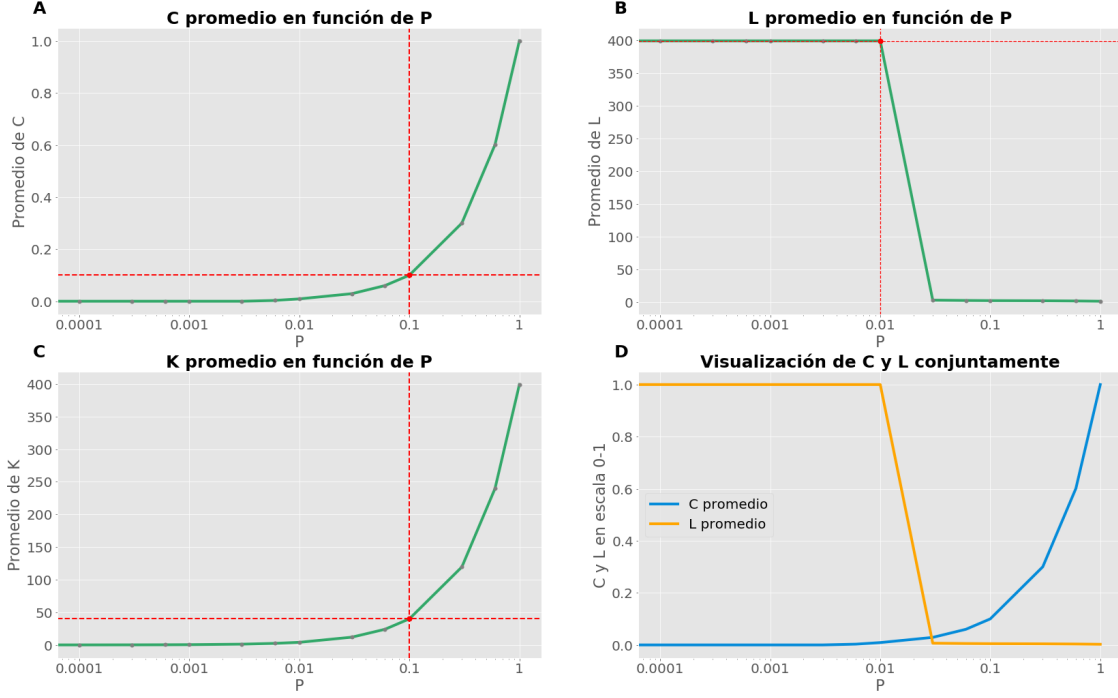 A
C promedio en función de P
Promedio de C
1.0
0.8
0.6
0.4
0.2
0.0
0.0001
0.001
0.01
0.1
1
P
B
L promedio en función de P
Promedio de L
400
350
300
250
200
150
100
50
0
0.0001
0.001
0.01
0.1
1
P
C
K promedio en función de P
Promedio de K
400
350
300
250
200
150
100
50
0
0.0001
0.001
0.01
0.1
1
P
D
Visualización de C y L conjuntamente
C y L en escala 0-1
1.0
0.8
0.6
0.4
0.2
0.0
C promedio
L promedio
0.0001
0.001
0.01
0.1
1
P